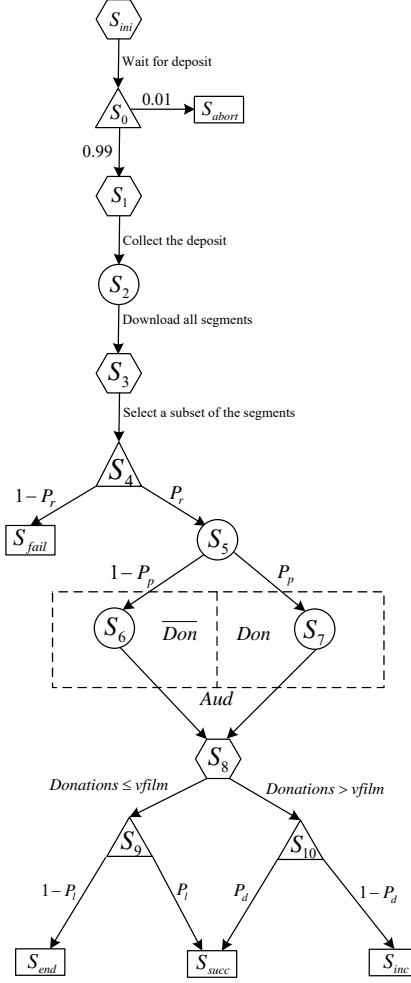 S_ini
Wait for deposit
S_0
0.01
S_abort
0.99
S_1
Collect the deposit
S_2
Download all segments
S_3
Select a subset of the segments
S_4
1 − P_r
P_r
S_fail
S_5
1 − P_p
P_p
S_6
\overline{Don}
Don
S_7
Aud
S_8
Donations ≤ vfilm
Donations > vfilm
S_9
S_10
1 − P_l
P_l
P_d
1 − P_d
S_end
S_succ
S_inc